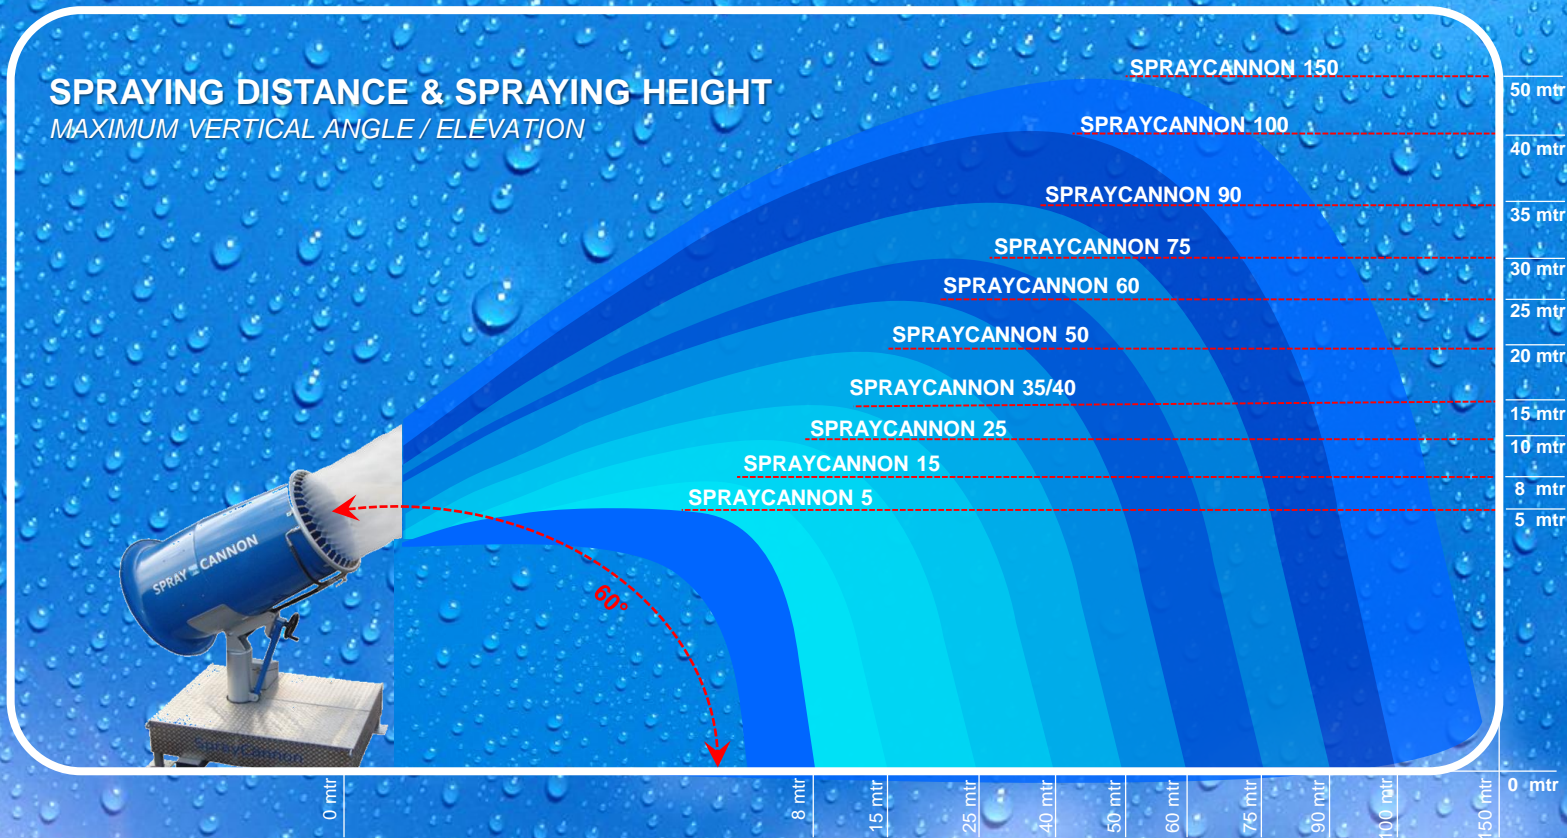 SPRAYING DISTANCE & SPRAYING HEIGHT
MAXIMUM VERTICAL ANGLE / ELEVATION
SPRAYCANNON 150
50 mtr
SPRAYCANNON 100
40 mtr
SPRAYCANNON 90
35 mtr
SPRAYCANNON 75
30 mtr
SPRAYCANNON 60
25 mtr
SPRAYCANNON 50
20 mtr
SPRAYCANNON 35/40
15 mtr
SPRAYCANNON 25
10 mtr
SPRAYCANNON 15
8 mtr
SPRAYCANNON 5
5 mtr
SPRAY CANNON
60°
SprayCannon
0 mtr
0 mtr
8 mtr
15 mtr
25 mtr
40 mtr
50 mtr
60 mtr
75 mtr
90 mtr
100 mtr
150 mtr